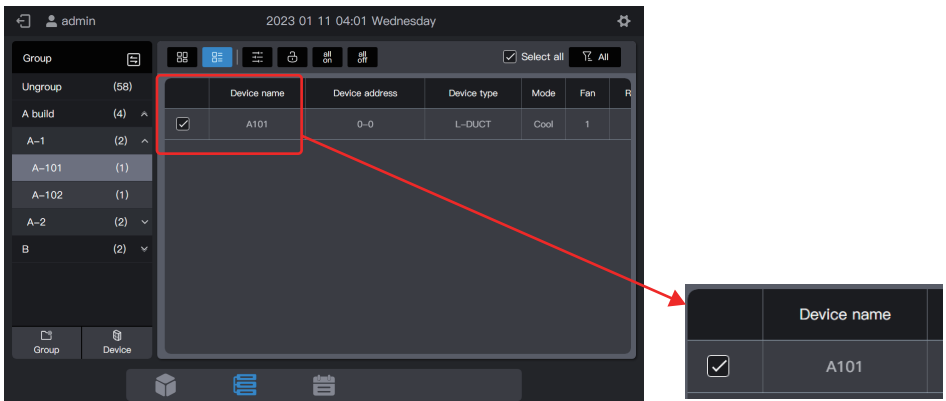 admin 2023 01 11 04:01 Wednesday
Group
all on all off
Select all All
Ungroup (58)
A build (4)
A-1 (2)
A-101 (1)
A-102 (1)
A-2 (2)
B (2)
Group Device
Device name Device address Device type Mode Fan R
A101 0-0 L-DUCT Cool 1
Device name
A101